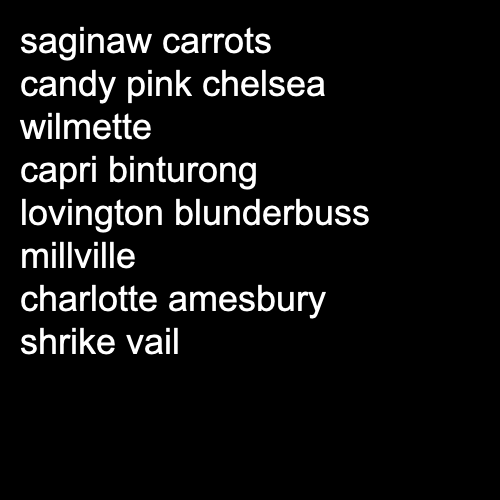 saginaw carrots
candy pink chelsea
wilmette
capri binturong
lovington blunderbuss
millville
charlotte amesbury
shrike vail